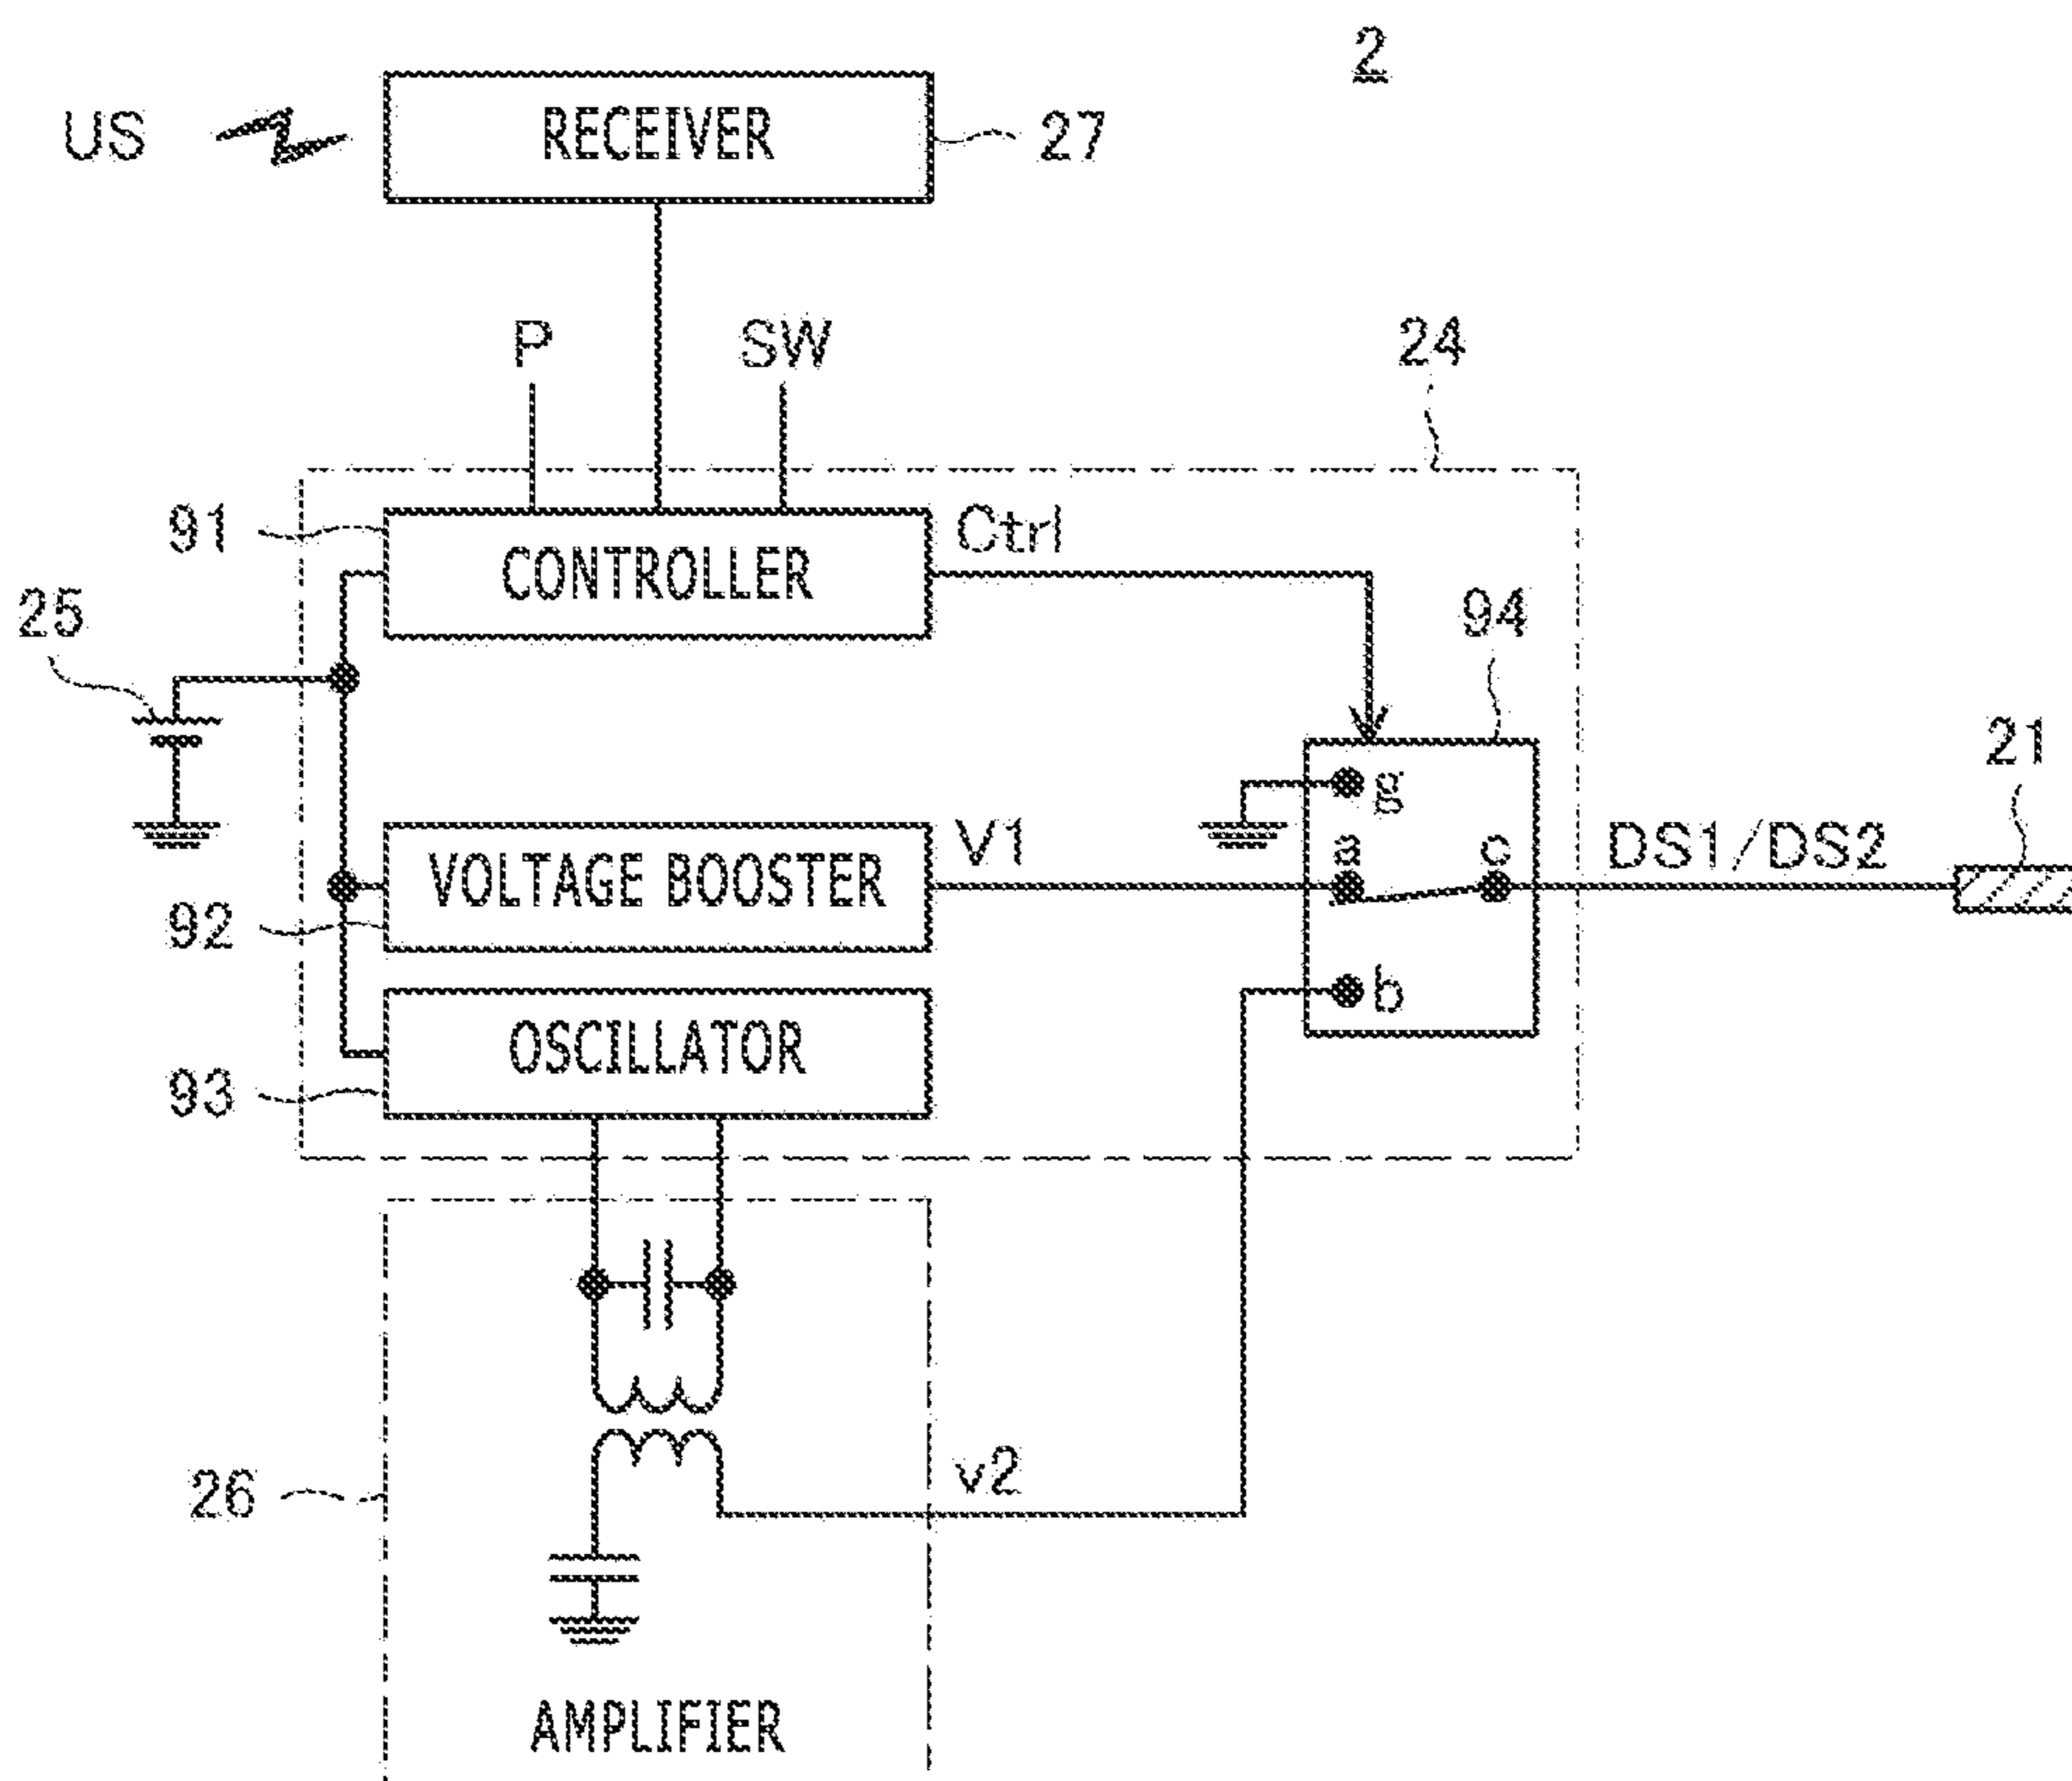 2
US
RECEIVER
27
P
SW
24
91
CONTROLLER
Ctrl
25
94
g
21
V1
a
c
DS1/DS2
VOLTAGE BOOSTER
92
b
OSCILLATOR
93
v2
26
AMPLIFIER